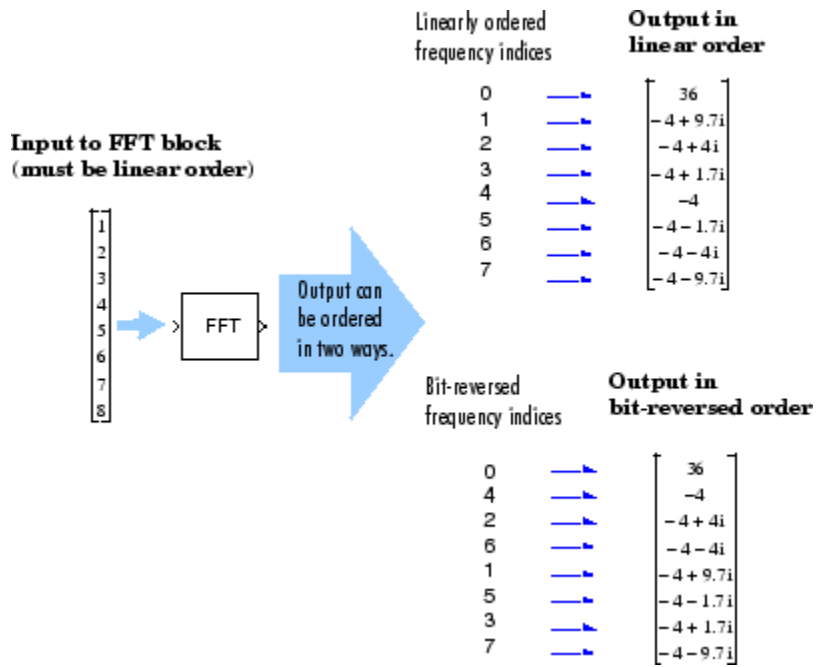 Input to FFT block
(must be linear order)
1
2
3
4
5
6
7
8
FFT
Output can
be ordered
in two ways.
Linearly ordered
frequency indices
0
1
2
3
4
5
6
7
Output in
linear order
36
−4 + 9.7i
−4 + 4i
−4 + 1.7i
−4
−4 − 1.7i
−4 − 4i
−4 − 9.7i
Bit-reversed
frequency indices
0
4
2
6
1
5
3
7
Output in
bit-reversed order
36
−4
−4 + 4i
−4 − 4i
−4 + 9.7i
−4 − 1.7i
−4 + 1.7i
−4 − 9.7i